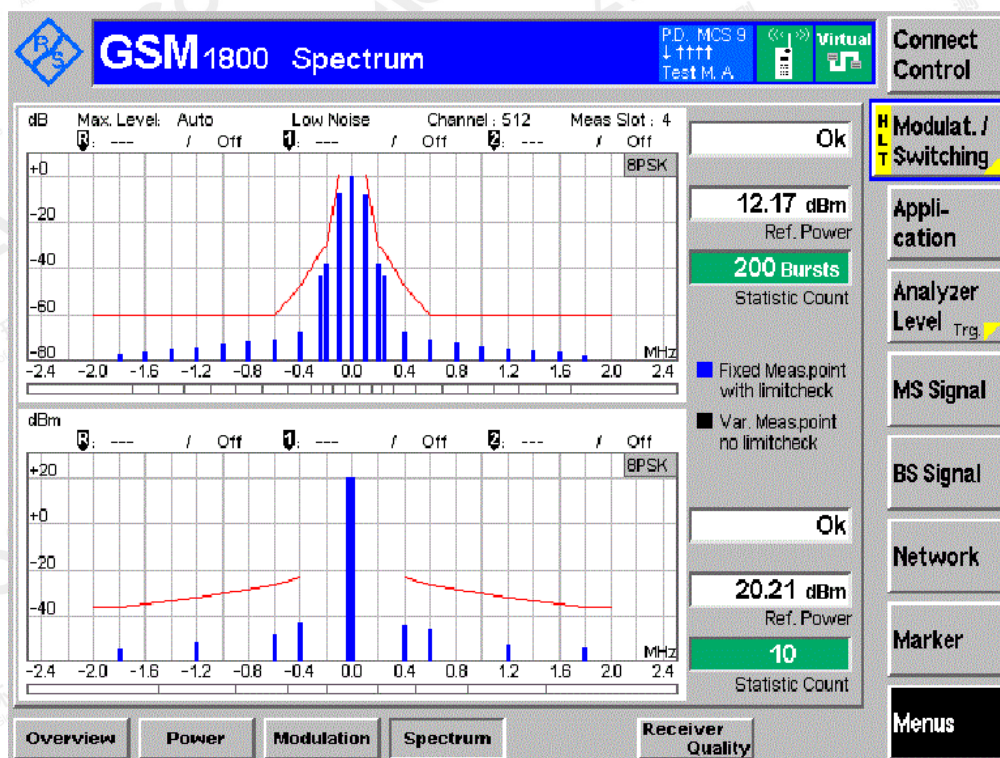 R/S
GSM 1800 Spectrum
P.D. MCS 9
↓ ↑↑↑↑
Test M. A
Virtual
Connect Control
dB Max. Level: Auto Low Noise Channel : 512 Meas Slot : 4
R: --- / Off 1: --- / Off 2: --- / Off
8PSK
+0
-20
-40
-60
-80
MHz
-2.4 -2.0 -1.6 -1.2 -0.8 -0.4 0.0 0.4 0.8 1.2 1.6 2.0 2.4
Ok
12.17 dBm
Ref. Power
200 Bursts
Statistic Count
Fixed Meas.point
with limitcheck
Var. Meas.point
no limitcheck
dBm
R: --- / Off 1: --- / Off 2: --- / Off
8PSK
+20
+0
-20
-40
MHz
-2.4 -2.0 -1.6 -1.2 -0.8 -0.4 0.0 0.4 0.8 1.2 1.6 2.0 2.4
Ok
20.21 dBm
Ref. Power
10
Statistic Count
HLT
Modulat. /
Switching
Appli-
cation
Analyzer
Level Trg.
MS Signal
BS Signal
Network
Marker
Menus
Overview Power Modulation Spectrum Receiver
Quality